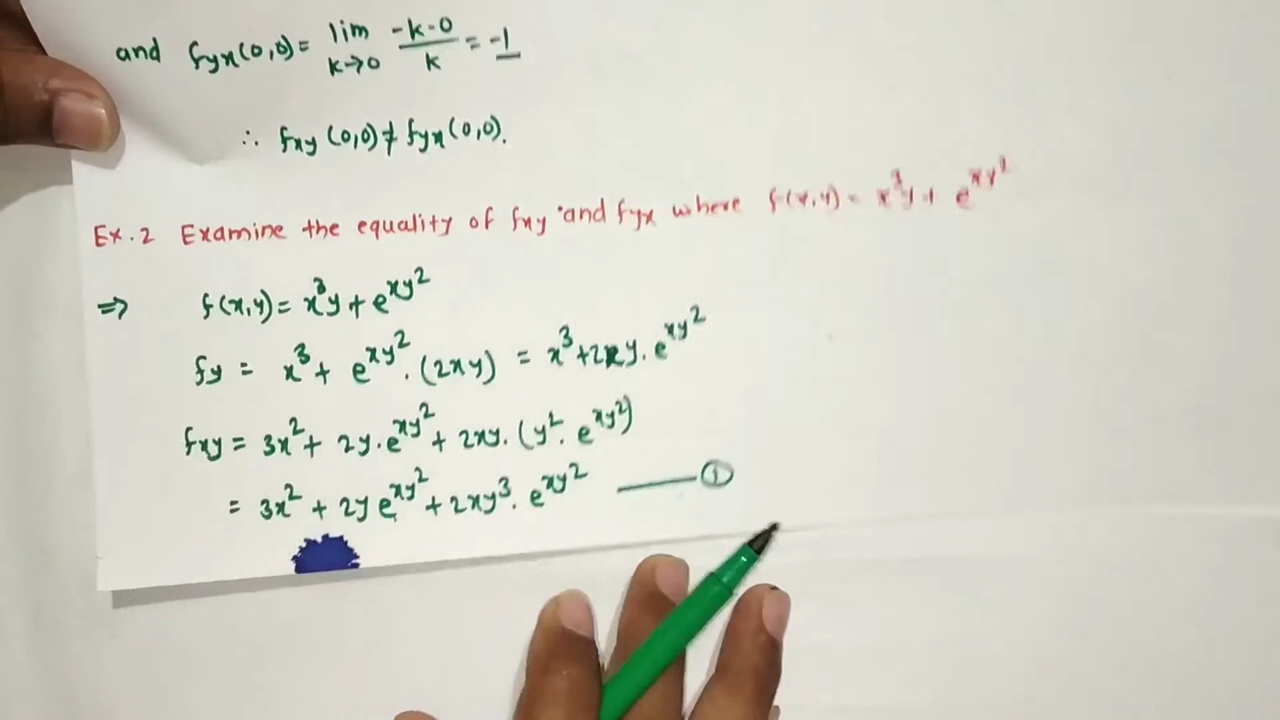 and fyx(0,0) = lim k→0 (-k-0)/k = -1
∴ fxy (0,0) ≠ fyx (0,0).
Ex. 2 Examine the equality of fxy and fyx where f(x,y) = x³y + e^xy²
⇒ f(x,y) = x³y + e^xy²
fy = x³ + e^xy² . (2xy) = x³ + 2xy . e^xy²
fxy = 3x² + 2y . e^xy² + 2xy . (y² . e^xy²)
= 3x² + 2y e^xy² + 2xy³ . e^xy² —— ①